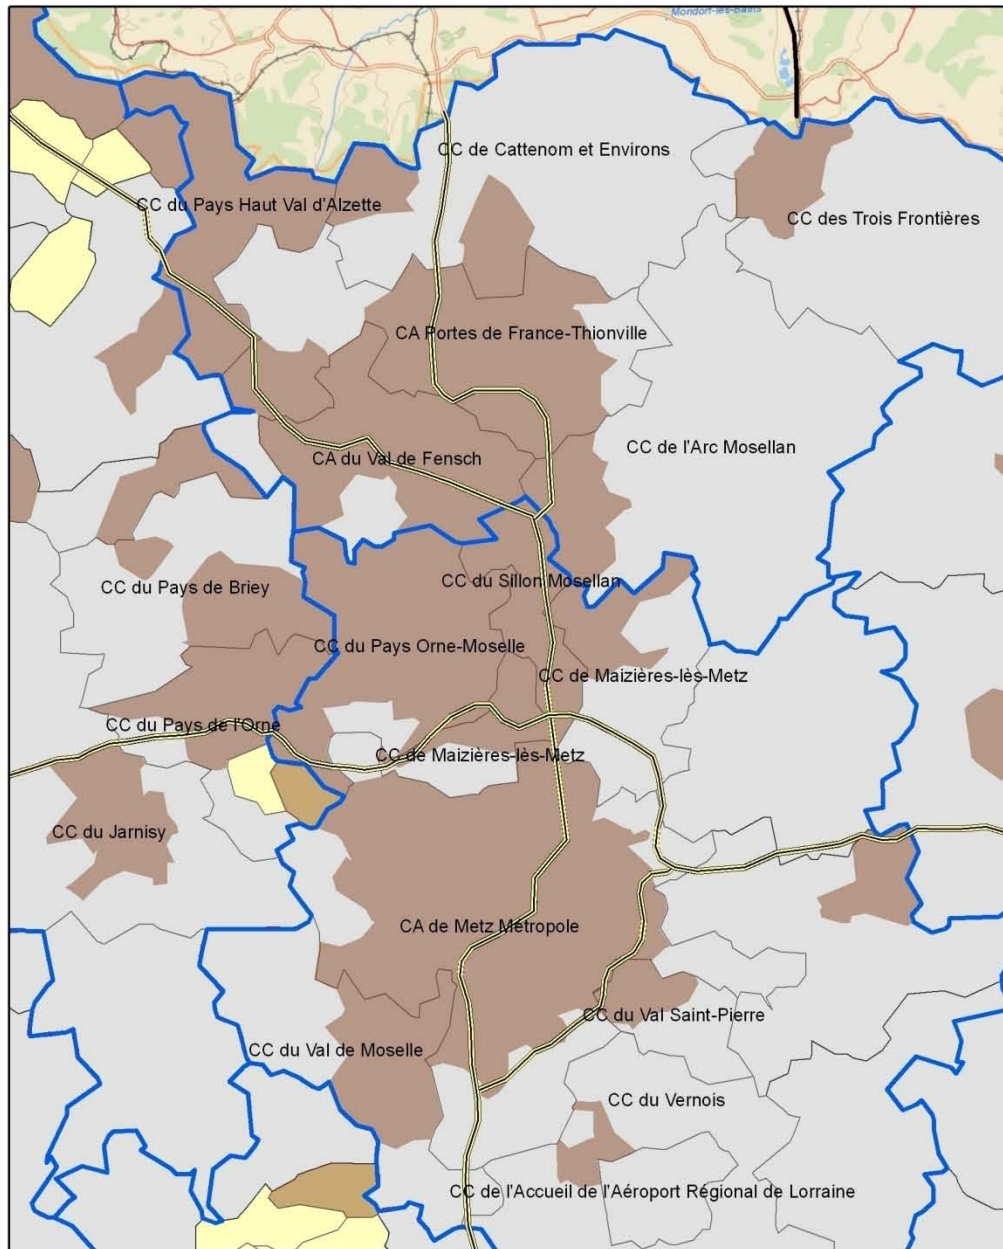 Mondorf-les-Bains
CC de Cattenom et Environs
CC du Pays Haut Val d'Alzette
CC des Trois Frontières
CA Portes de France-Thionville
CC de l'Arc Mosellan
CA du Val de Fensch
CC du Sillon Mosellan
CC du Pays de Briey
CC du Pays Orne-Moselle
CC de Maizières-lès-Metz
CC du Pays de l'Orne
CC de Maizières-lès-Metz
CC du Jarnisy
CA de Metz Métropole
CC du Val Saint-Pierre
CC du Val de Moselle
CC du Vernois
CC de l'Accueil de l'Aéroport Régional de Lorraine